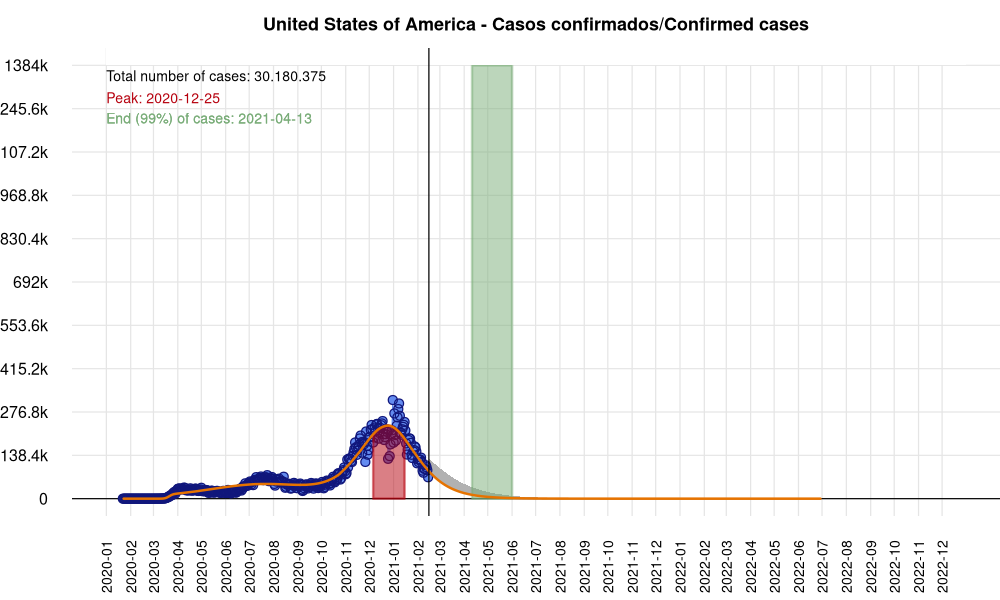 United States of America - Casos confirmados/Confirmed cases
Total number of cases: 30.180.375
Peak: 2020-12-25
End (99%) of cases: 2021-04-13
1384k
245.6k
107.2k
968.8k
830.4k
692k
553.6k
415.2k
276.8k
138.4k
0
2020-01
2020-02
2020-03
2020-04
2020-05
2020-06
2020-07
2020-08
2020-09
2020-10
2020-11
2020-12
2021-01
2021-02
2021-03
2021-04
2021-05
2021-06
2021-07
2021-08
2021-09
2021-10
2021-11
2021-12
2022-01
2022-02
2022-03
2022-04
2022-05
2022-06
2022-07
2022-08
2022-09
2022-10
2022-11
2022-12